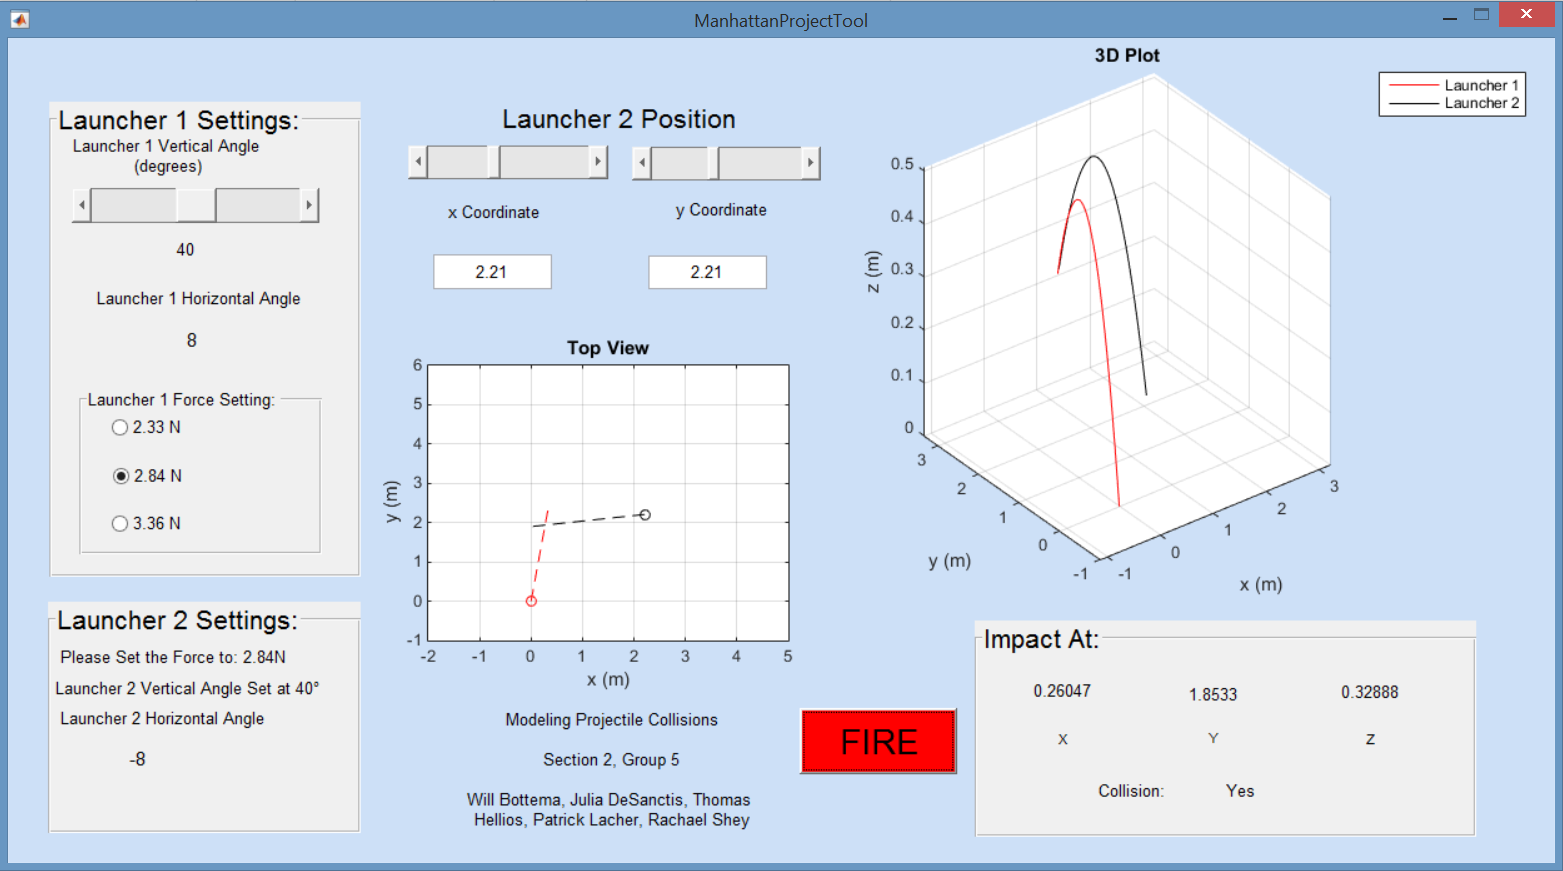 ManhattanProjectTool
Launcher 1 Settings:
Launcher 1 Vertical Angle
(degrees)
40
Launcher 1 Horizontal Angle
8
Launcher 1 Force Setting:
2.33 N
2.84 N
3.36 N
Launcher 2 Settings:
Please Set the Force to: 2.84N
Launcher 2 Vertical Angle Set at 40°
Launcher 2 Horizontal Angle
-8
Launcher 2 Position
x Coordinate
y Coordinate
2.21
2.21
Top View
6
5
4
3
2
1
0
-1
-2
-1
0
1
2
3
4
5
y (m)
x (m)
Modeling Projectile Collisions
Section 2, Group 5
Will Bottema, Julia DeSanctis, Thomas
Hellios, Patrick Lacher, Rachael Shey
FIRE
3D Plot
Launcher 1
Launcher 2
0.5
0.4
0.3
0.2
0.1
0
z (m)
3
2
1
0
-1
y (m)
-1
0
1
2
3
x (m)
Impact At:
0.26047
1.8533
0.32888
X
Y
Z
Collision:
Yes